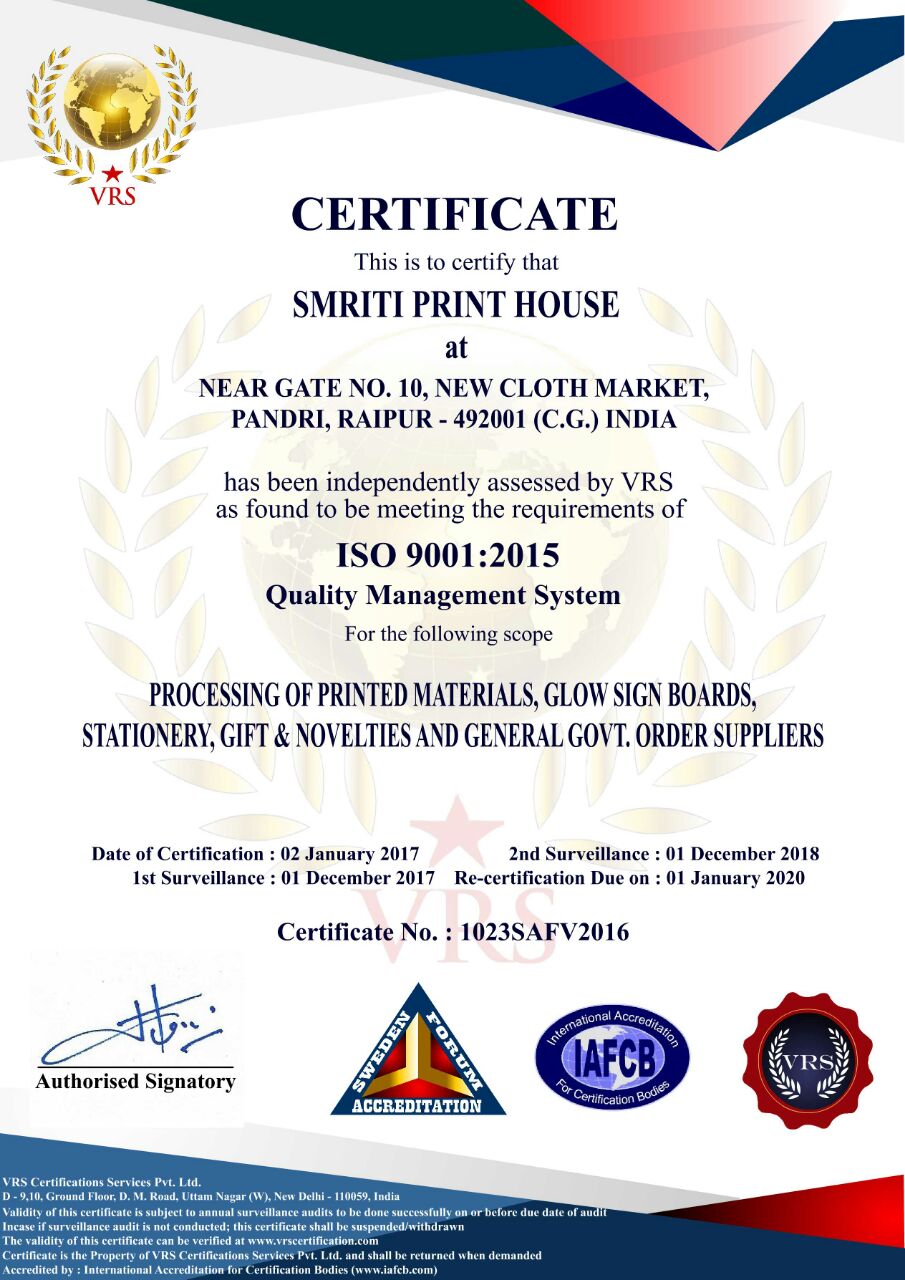 VRS
CERTIFICATE
This is to certify that
SMRITI PRINT HOUSE
at
NEAR GATE NO. 10, NEW CLOTH MARKET,
PANDRI, RAIPUR - 492001 (C.G.) INDIA
has been independently assessed by VRS
as found to be meeting the requirements of
ISO 9001:2015
Quality Management System
For the following scope
PROCESSING OF PRINTED MATERIALS, GLOW SIGN BOARDS,
STATIONERY, GIFT & NOVELTIES AND GENERAL GOVT. ORDER SUPPLIERS
Date of Certification : 02 January 2017 2nd Surveillance : 01 December 2018
1st Surveillance : 01 December 2017 Re-certification Due on : 01 January 2020
VRS
Certificate No. : 1023SAFV2016
Authorised Signatory
SWEDEN FORUM
ACCREDITATION
International Accreditation
IAFCB
For Certification Bodies
VRS
VRS Certifications Services Pvt. Ltd.
D - 9,10, Ground Floor, D. M. Road, Uttam Nagar (W), New Delhi - 110059, India
Validity of this certificate is subject to annual surveillance audits to be done successfully on or before due date of audit
Incase if surveillance audit is not conducted; this certificate shall be suspended/withdrawn
The validity of this certificate can be verified at www.vrscertification.com
Certificate is the Property of VRS Certifications Services Pvt. Ltd. and shall be returned when demanded
Accredited by : International Accreditation for Certification Bodies (www.iafcb.com)